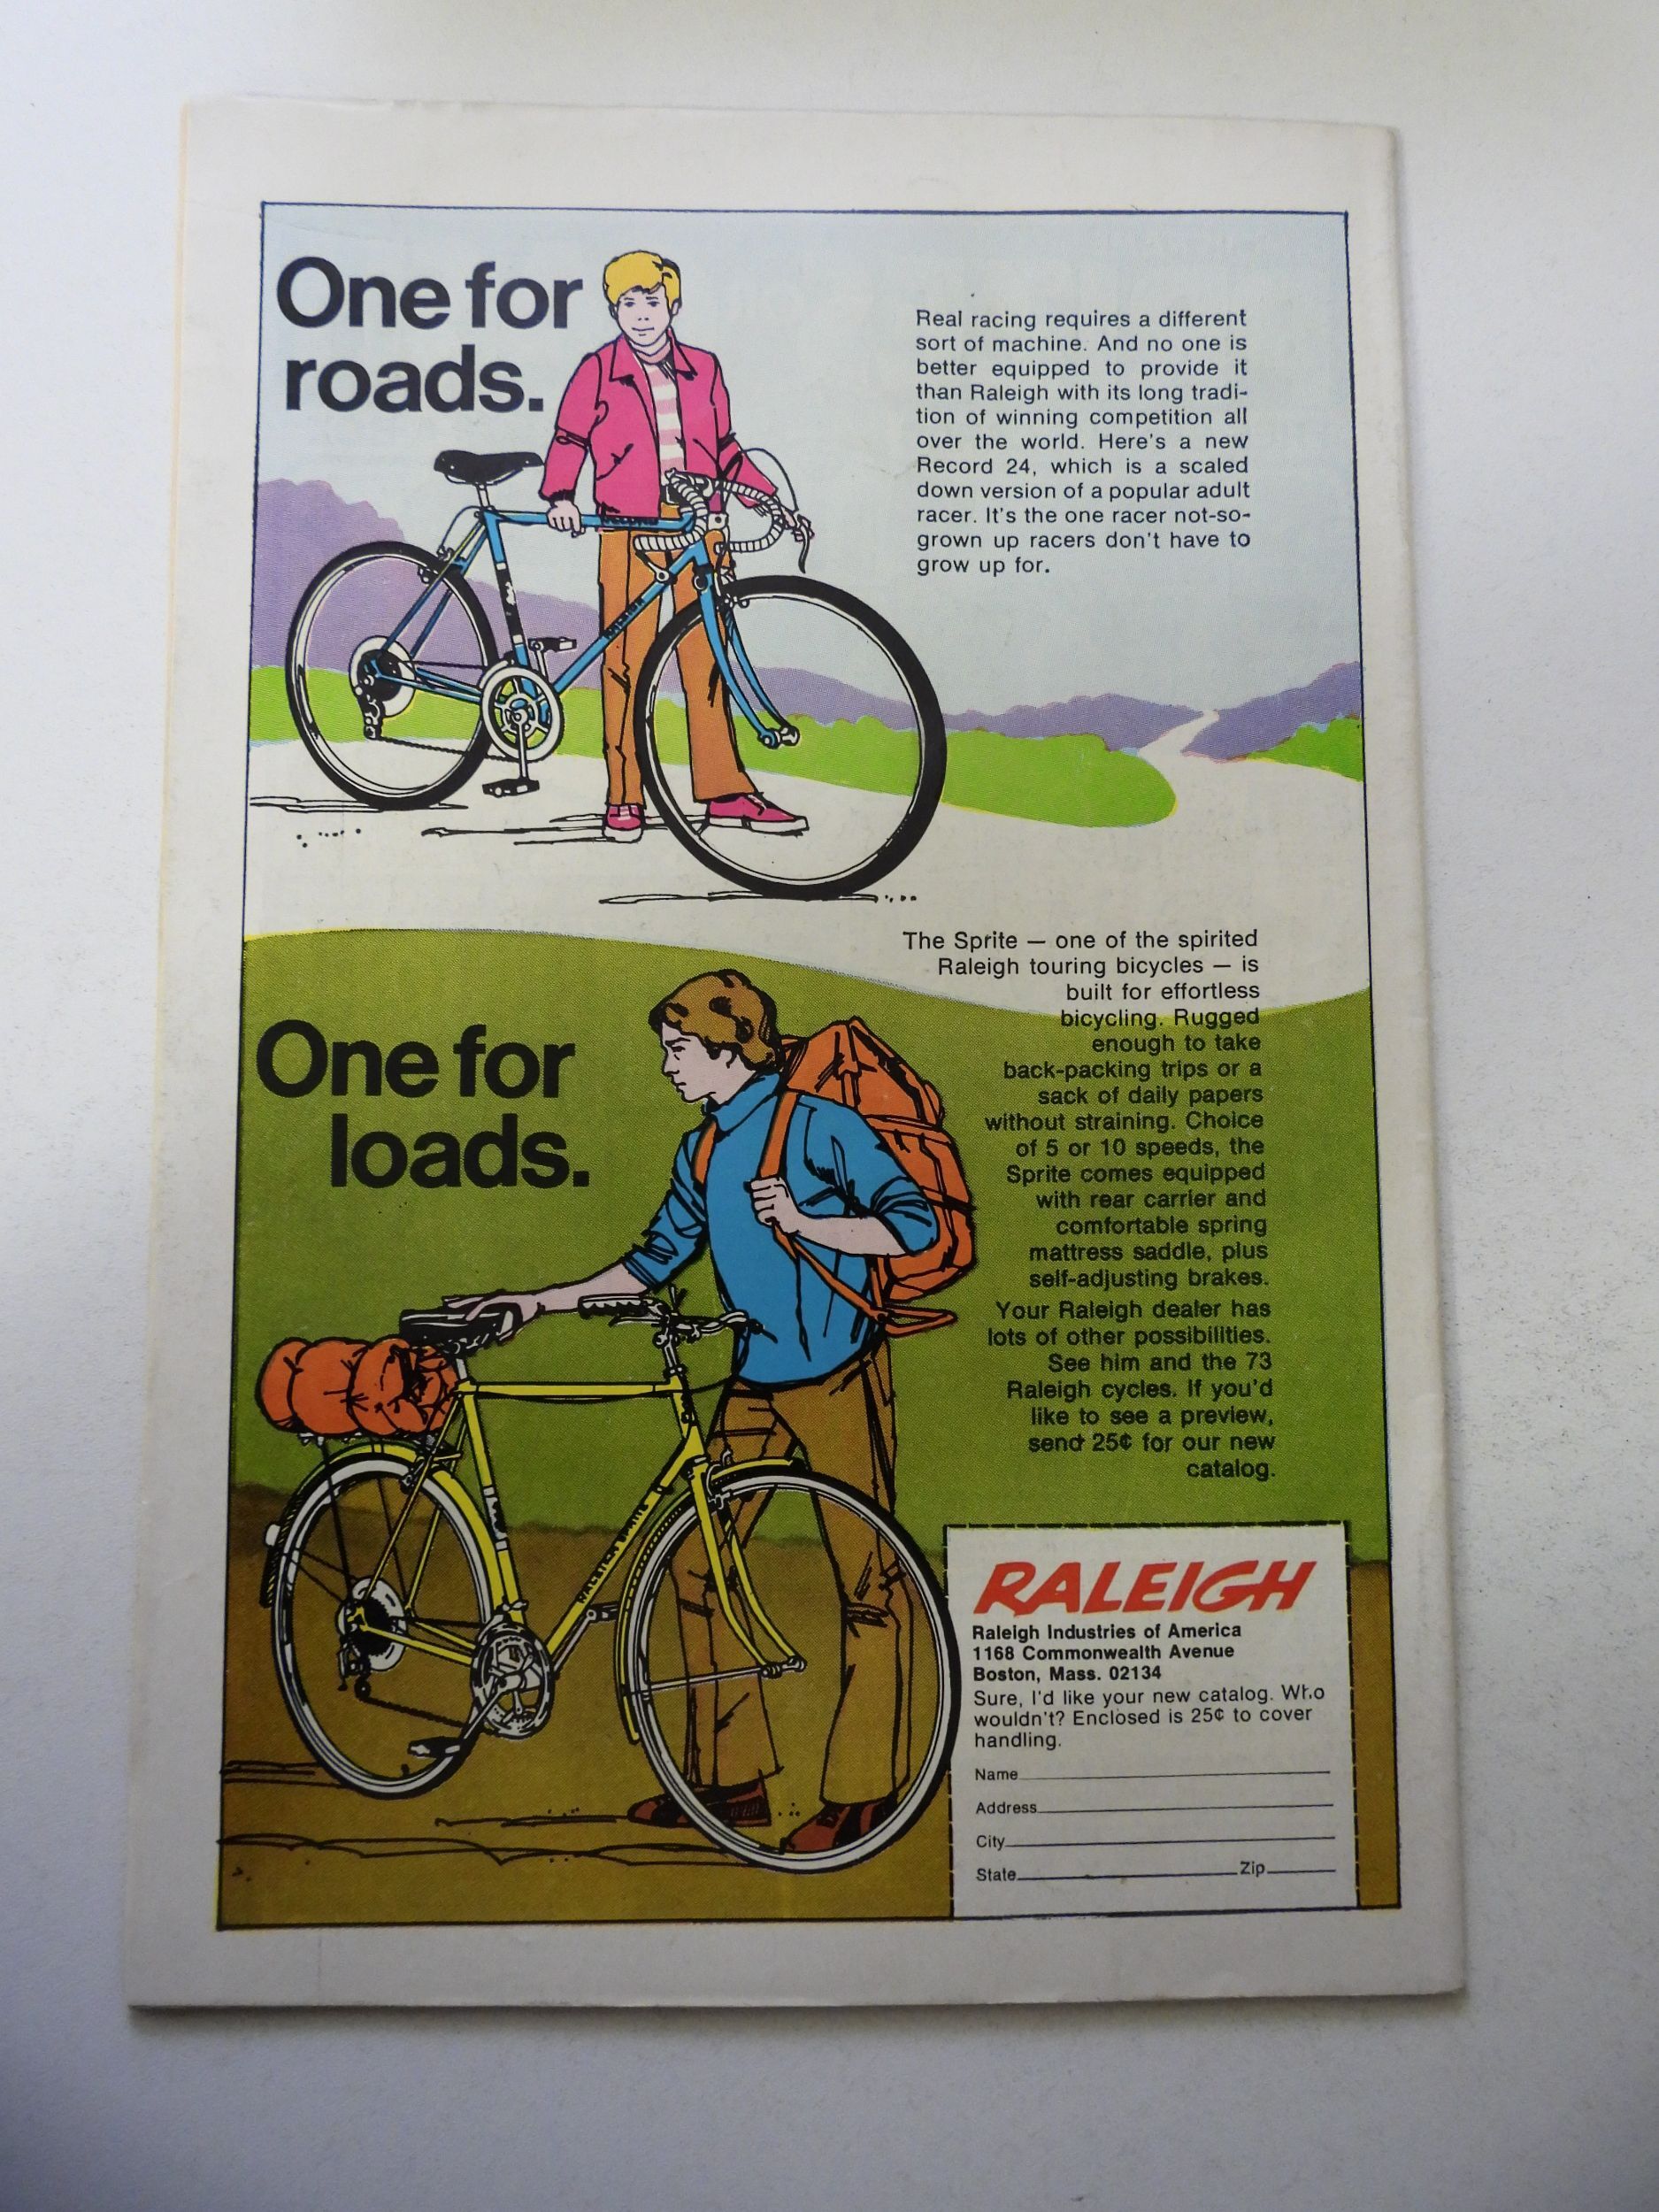 One for
roads.
Real racing requires a different
sort of machine. And no one is
better equipped to provide it
than Raleigh with its long tradi-
tion of winning competition all
over the world. Here's a new
Record 24, which is a scaled
down version of a popular adult
racer. It's the one racer not-so-
grown up racers don't have to
grow up for.
RECORD
RALEIGH
The Sprite — one of the spirited
Raleigh touring bicycles — is
built for effortless
bicycling. Rugged
enough to take
back-packing trips or a
sack of daily papers
without straining. Choice
of 5 or 10 speeds, the
Sprite comes equipped
with rear carrier and
comfortable spring
mattress saddle, plus
self-adjusting brakes.
Your Raleigh dealer has
lots of other possibilities.
See him and the 73
Raleigh cycles. If you'd
like to see a preview,
send 25¢ for our new
catalog.
One for
loads.
RALEIGH SPRITE
RALEIGH
Raleigh Industries of America
1168 Commonwealth Avenue
Boston, Mass. 02134
Sure, I'd like your new catalog. Who
wouldn't? Enclosed is 25¢ to cover
handling.
Name
Address
City
State Zip